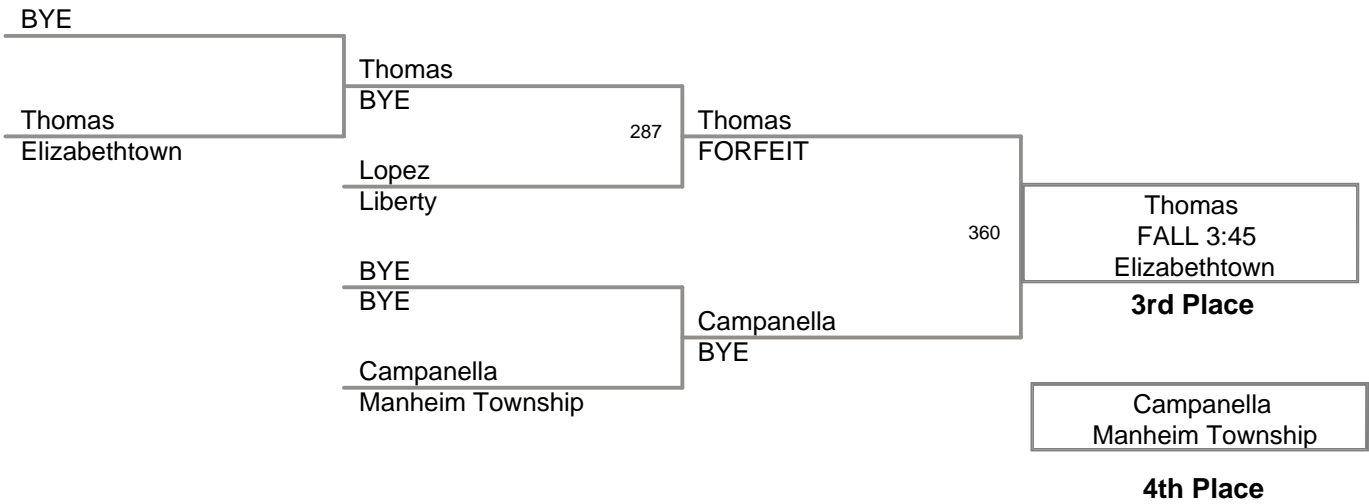 BYE
Thomas
BYE
Thomas
Elizabethtown
287
Thomas
FORFEIT
Lopez
Liberty
Thomas
FALL 3:45
Elizabethtown
360
3rd Place
BYE
BYE
Campanella
BYE
Campanella
Manheim Township
Campanella
Manheim Township
4th Place